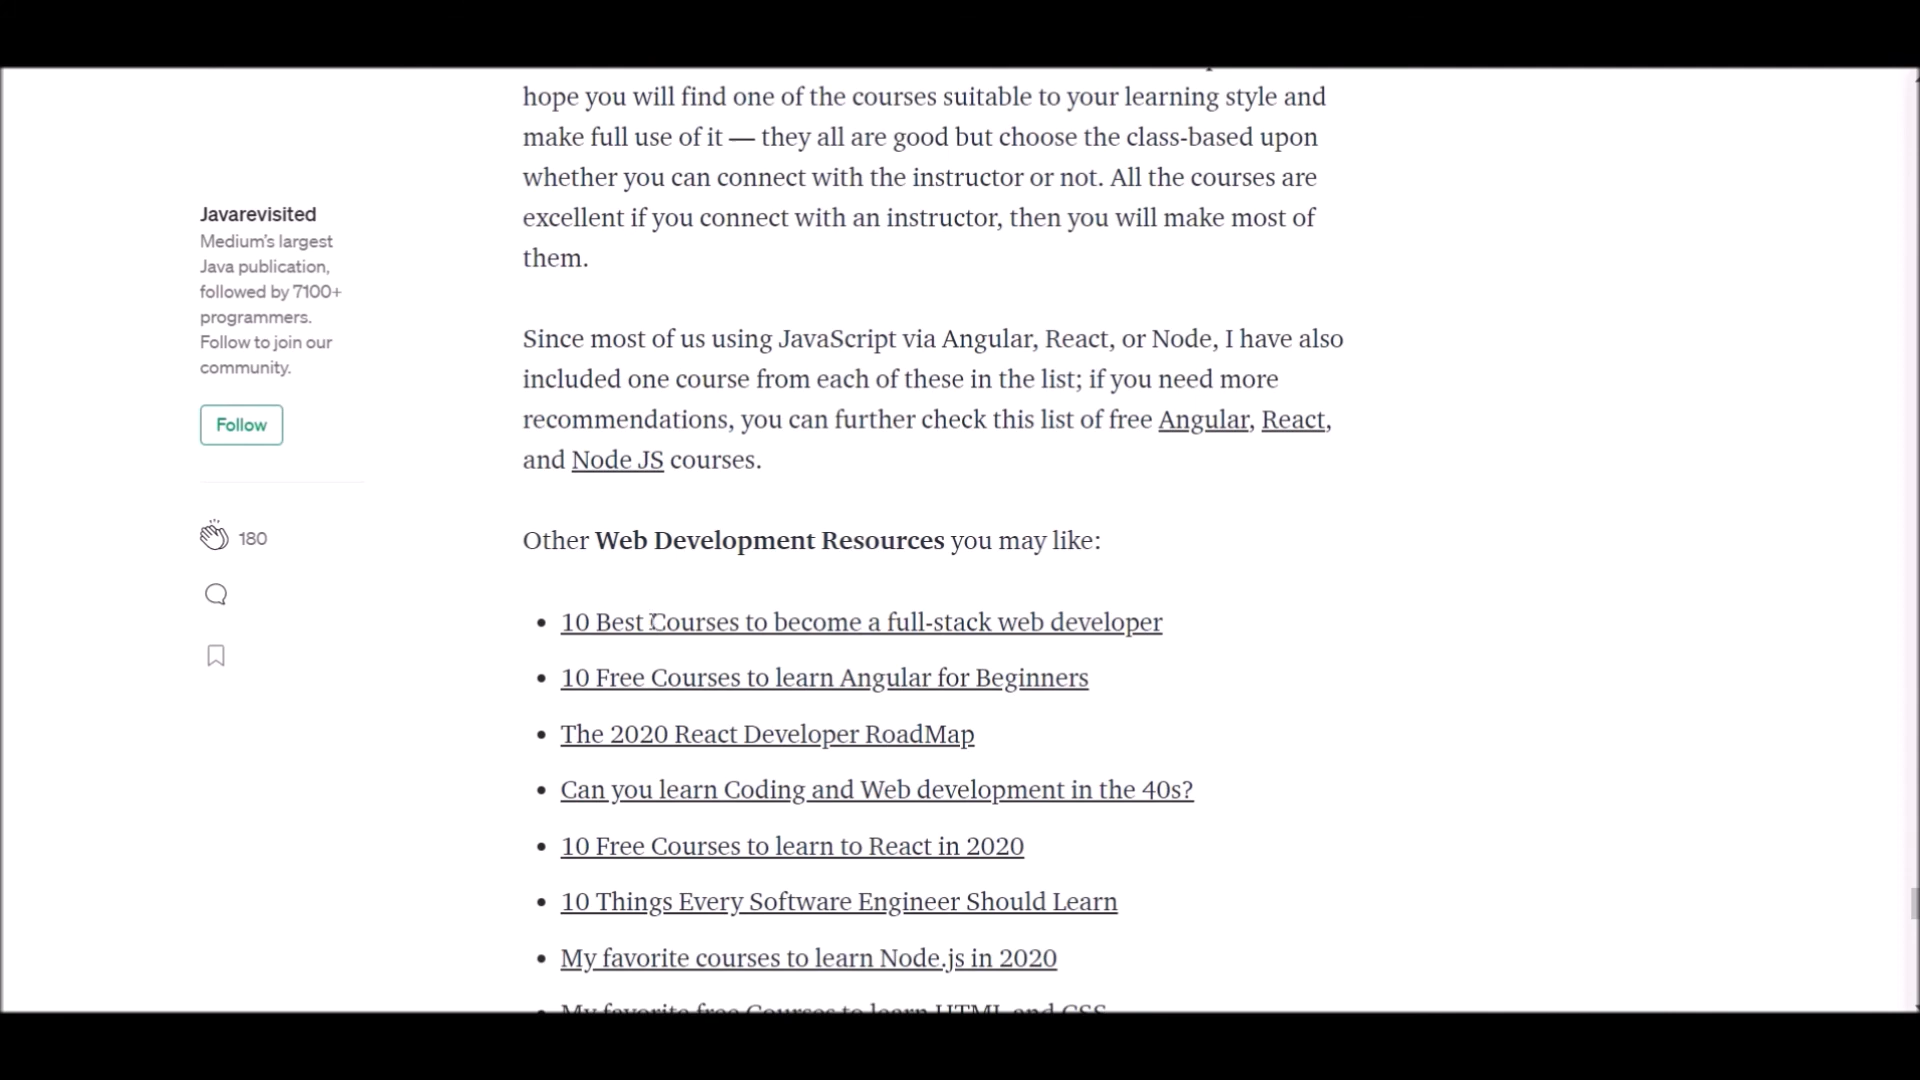 hope you will find one of the courses suitable to your learning style and
make full use of it — they all are good but choose the class-based upon
whether you can connect with the instructor or not. All the courses are
excellent if you connect with an instructor, then you will make most of
them.
Javarevisited
Medium's largest
Java publication,
followed by 7100+
programmers.
Follow to join our
community.
Follow
180
Since most of us using JavaScript via Angular, React, or Node, I have also
included one course from each of these in the list; if you need more
recommendations, you can further check this list of free Angular, React,
and Node JS courses.
Other Web Development Resources you may like:
• 10 Best Courses to become a full-stack web developer
• 10 Free Courses to learn Angular for Beginners
• The 2020 React Developer RoadMap
• Can you learn Coding and Web development in the 40s?
• 10 Free Courses to learn to React in 2020
• 10 Things Every Software Engineer Should Learn
• My favorite courses to learn Node.js in 2020
• My favorite free Courses to learn HTML and CSS